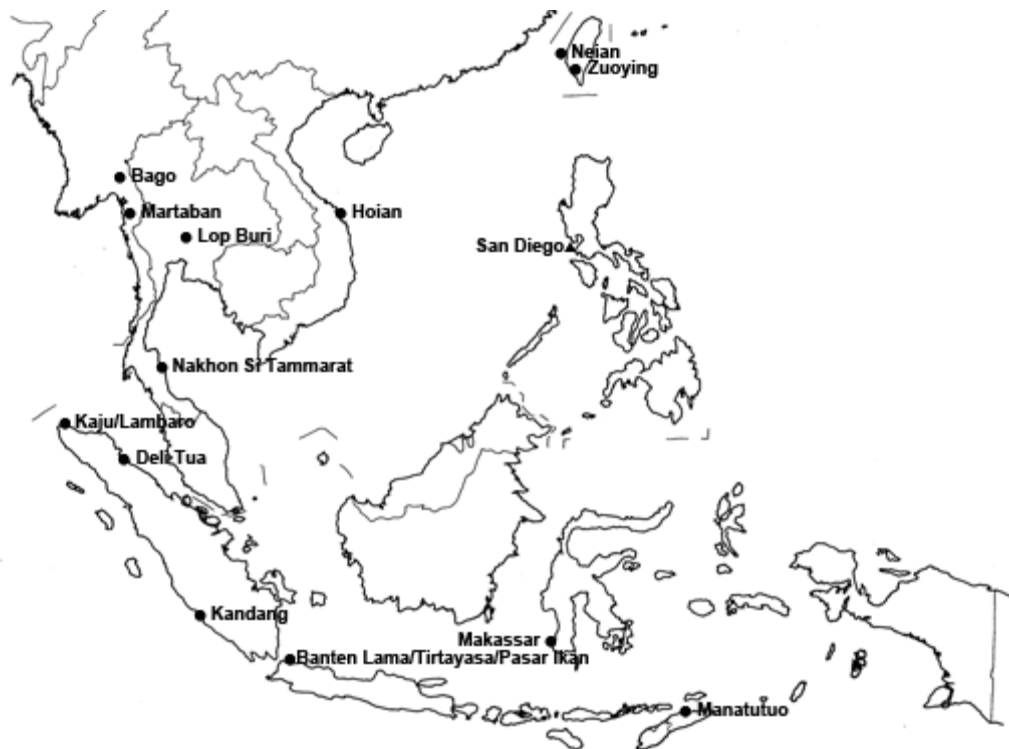 Neian
Zuoying
Bago
Martaban
Hoian
Lop Buri
San Diego
Nakhon Si Tammarat
Kaju/Lambaro
Deli Tua
Kandang
Makassar
Banten Lama/Tirtayasa/Pasar Ikan
Manatutuo